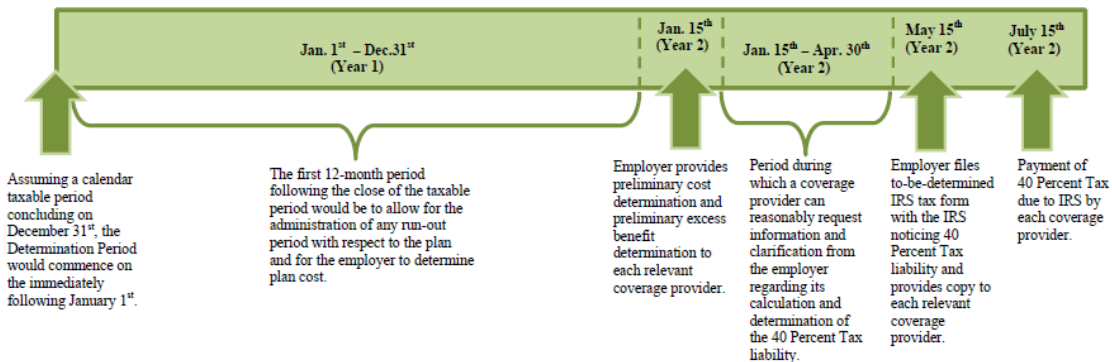 Jan. 1st – Dec.31st
(Year 1)
Jan. 15th
(Year 2)
Jan. 15th – Apr. 30th
(Year 2)
May 15th
(Year 2)
July 15th
(Year 2)
Assuming a calendar
taxable period
concluding on
December 31st, the
Determination Period
would commence on
the immediately
following January 1st.
The first 12-month period
following the close of the taxable
period would be to allow for the
administration of any run-out
period with respect to the plan
and for the employer to determine
plan cost.
Employer provides
preliminary cost
determination and
preliminary excess
benefit
determination to
each relevant
coverage provider.
Period during
which a coverage
provider can
reasonably request
information and
clarification from
the employer
regarding its
calculation and
determination of
the 40 Percent Tax
liability.
Employer files
to-be-determined
IRS tax form
with the IRS
noticing 40
Percent Tax
liability and
provides copy to
each relevant
coverage
provider.
Payment of
40 Percent Tax
due to IRS by
each coverage
provider.